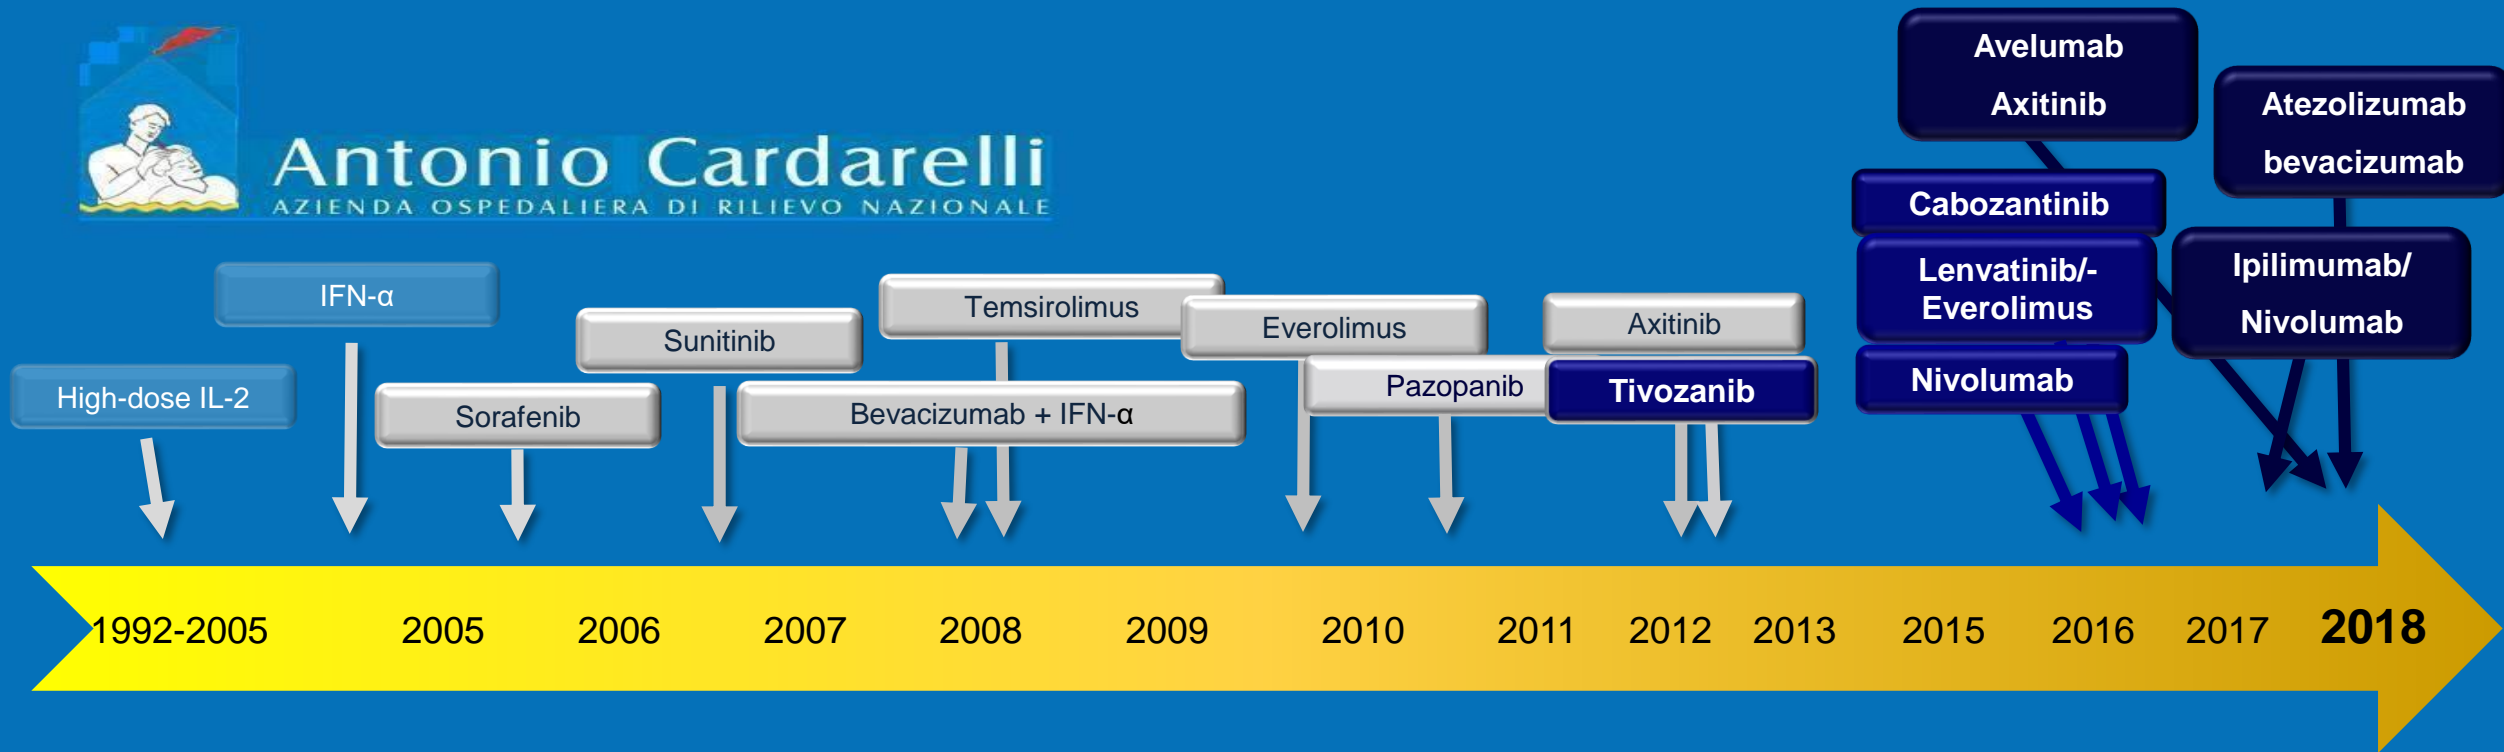 Antonio Cardarelli
AZIENDA OSPEDALIERA DI RILIEVO NAZIONALE
High-dose IL-2
IFN-α
Sorafenib
Sunitinib
Temsirolimus
Bevacizumab + IFN-α
Everolimus
Pazopanib
Axitinib
Tivozanib
Avelumab
Axitinib
Cabozantinib
Lenvatinib/-
Everolimus
Nivolumab
Atezolizumab
bevacizumab
Ipilimumab/
Nivolumab
1992-2005 2005 2006 2007 2008 2009 2010 2011 2012 2013 2015 2016 2017 2018